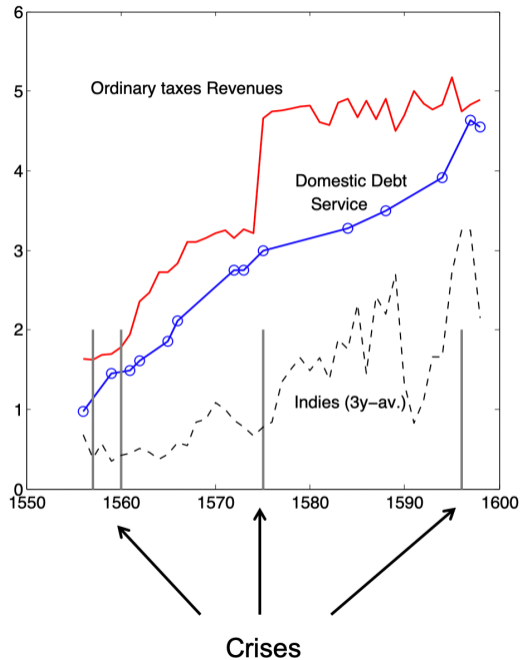 6
Ordinary taxes Revenues
5
4
Domestic Debt
Service
3
2
Indies (3y–av.)
1
0
1550 1560 1570 1580 1590 1600
Crises